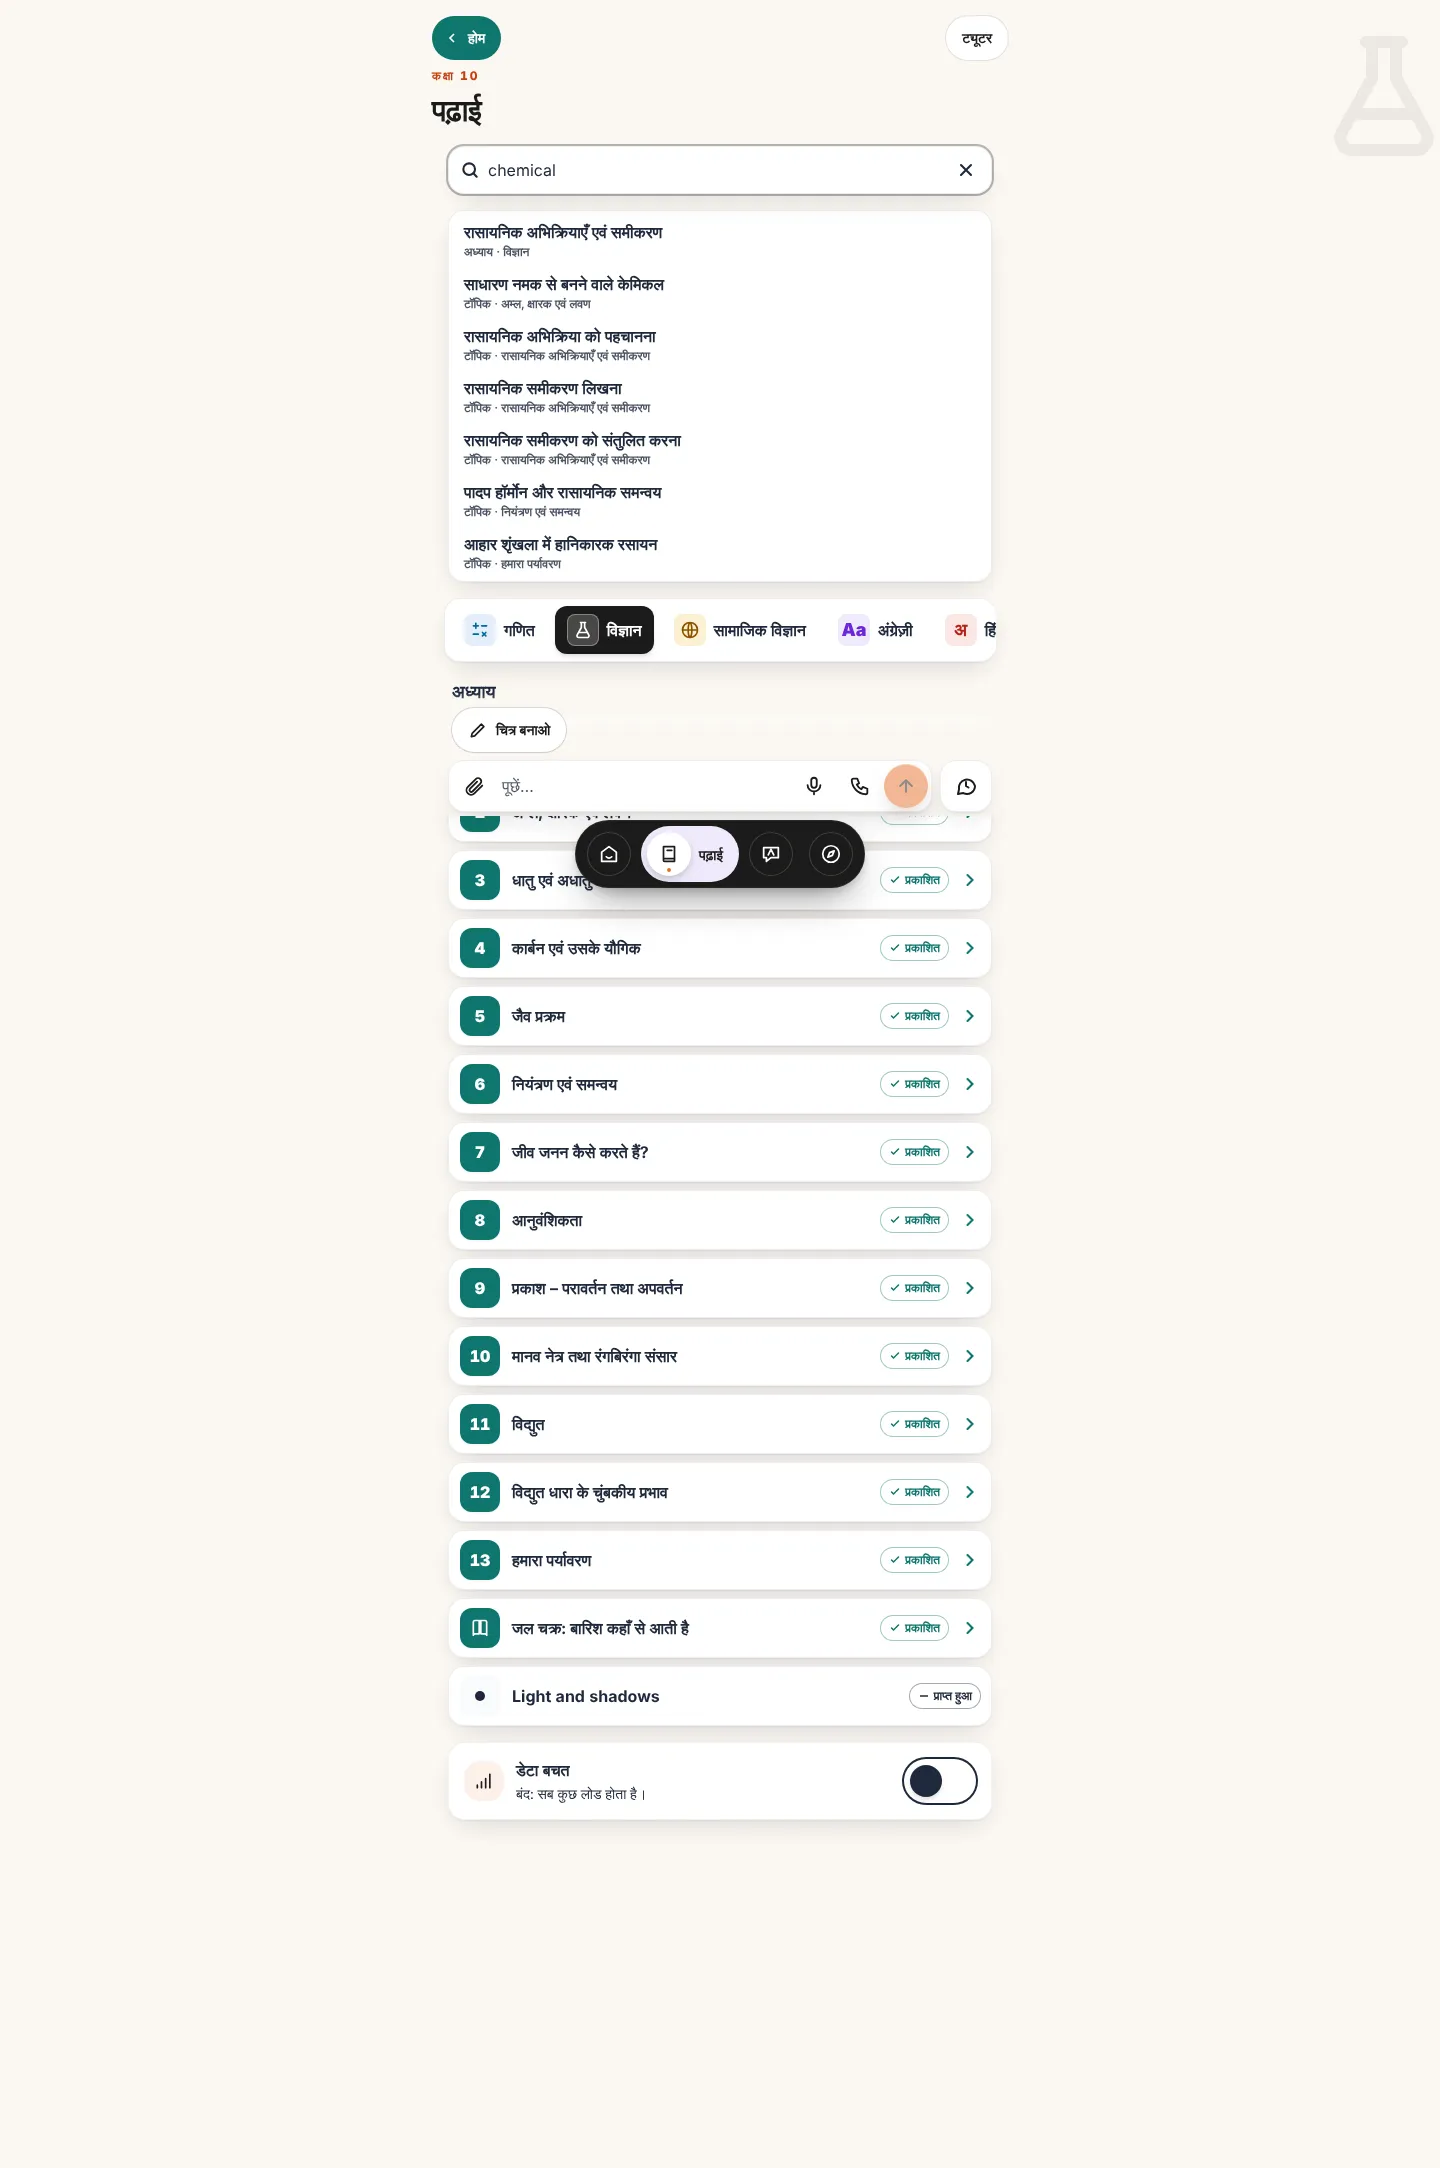 होम
ट्यूटर
कक्षा 10
पढ़ाई
chemical
रासायनिक अभिक्रियाएँ एवं समीकरण
अध्याय · विज्ञान
साधारण नमक से बनने वाले केमिकल
टॉपिक · अम्ल, क्षारक एवं लवण
रासायनिक अभिक्रिया को पहचानना
टॉपिक · रासायनिक अभिक्रियाएँ एवं समीकरण
रासायनिक समीकरण लिखना
टॉपिक · रासायनिक अभिक्रियाएँ एवं समीकरण
रासायनिक समीकरण को संतुलित करना
टॉपिक · रासायनिक अभिक्रियाएँ एवं समीकरण
पादप हॉर्मोन और रासायनिक समन्वय
टॉपिक · नियंत्रण एवं समन्वय
आहार शृंखला में हानिकारक रसायन
टॉपिक · हमारा पर्यावरण
गणित
विज्ञान
सामाजिक विज्ञान
Aa अंग्रेज़ी
अ हिं
अध्याय
चित्र बनाओ
पूछें...
पढ़ाई
3 धातु एवं अधातु प्रकाशित
4 कार्बन एवं उसके यौगिक प्रकाशित
5 जैव प्रक्रम प्रकाशित
6 नियंत्रण एवं समन्वय प्रकाशित
7 जीव जनन कैसे करते हैं? प्रकाशित
8 आनुवंशिकता प्रकाशित
9 प्रकाश – परावर्तन तथा अपवर्तन प्रकाशित
10 मानव नेत्र तथा रंगबिरंगा संसार प्रकाशित
11 विद्युत प्रकाशित
12 विद्युत धारा के चुंबकीय प्रभाव प्रकाशित
13 हमारा पर्यावरण प्रकाशित
जल चक्र: बारिश कहाँ से आती है प्रकाशित
Light and shadows प्राप्त हुआ
डेटा बचत
बंद: सब कुछ लोड होता है।